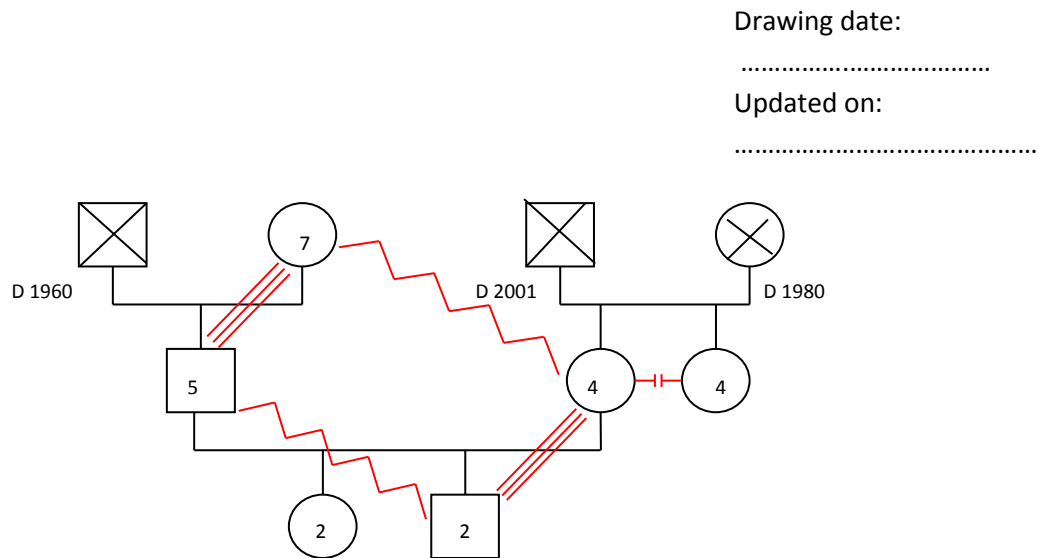 Drawing date:
……………..…………………
Updated on:
………………………………………
7
D 1960
D 2001
D 1980
5
4
4
2
2